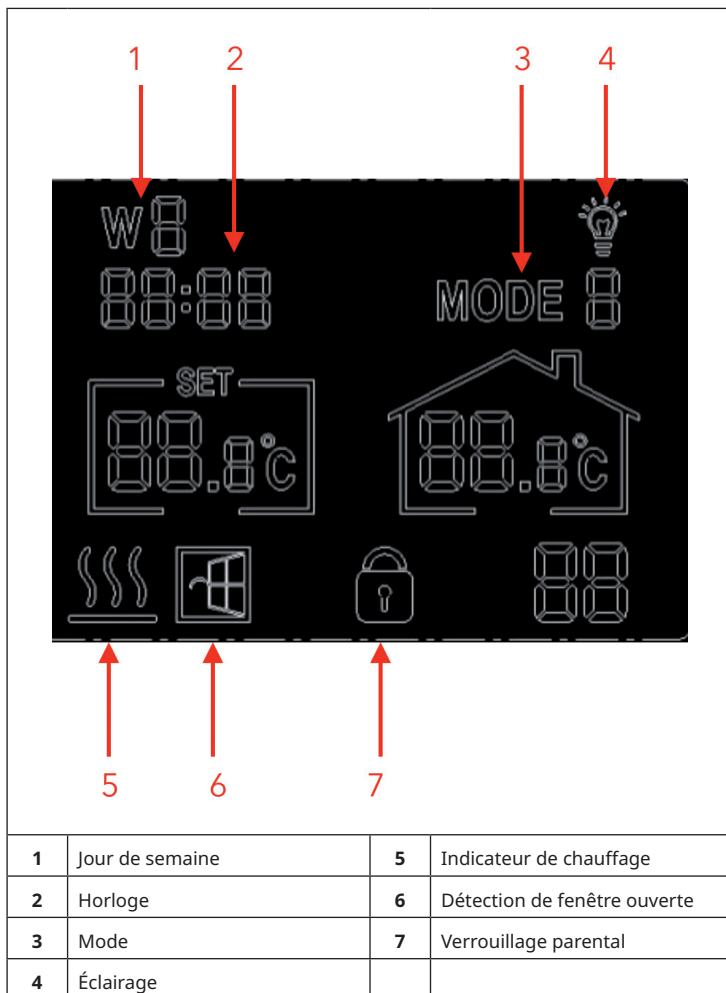 1 2 3 4
W8
88:88 MODE 8
SET
88.8°C 88.8°C
88
5 6 7
1 Jour de semaine 5 Indicateur de chauffage
2 Horloge 6 Détection de fenêtre ouverte
3 Mode 7 Verrouillage parental
4 Éclairage